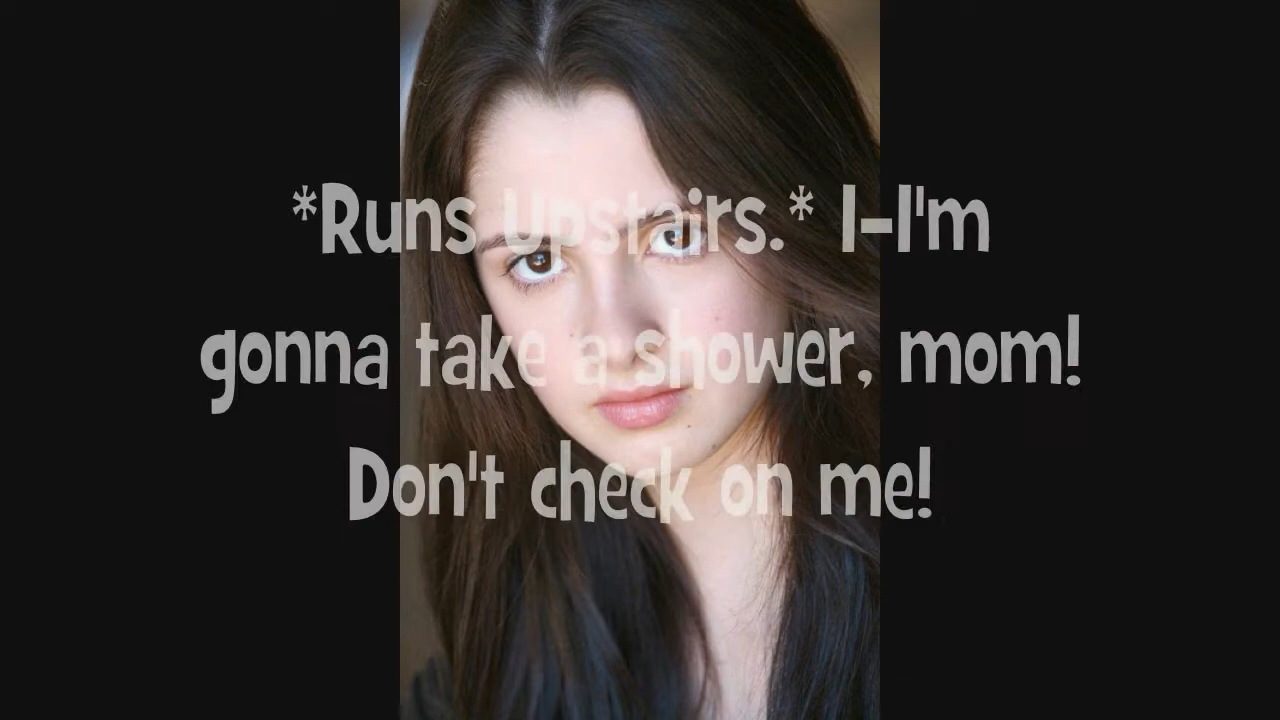 *Runs Upstairs.* I-I'm
gonna take a shower, mom!
Don't check on me!